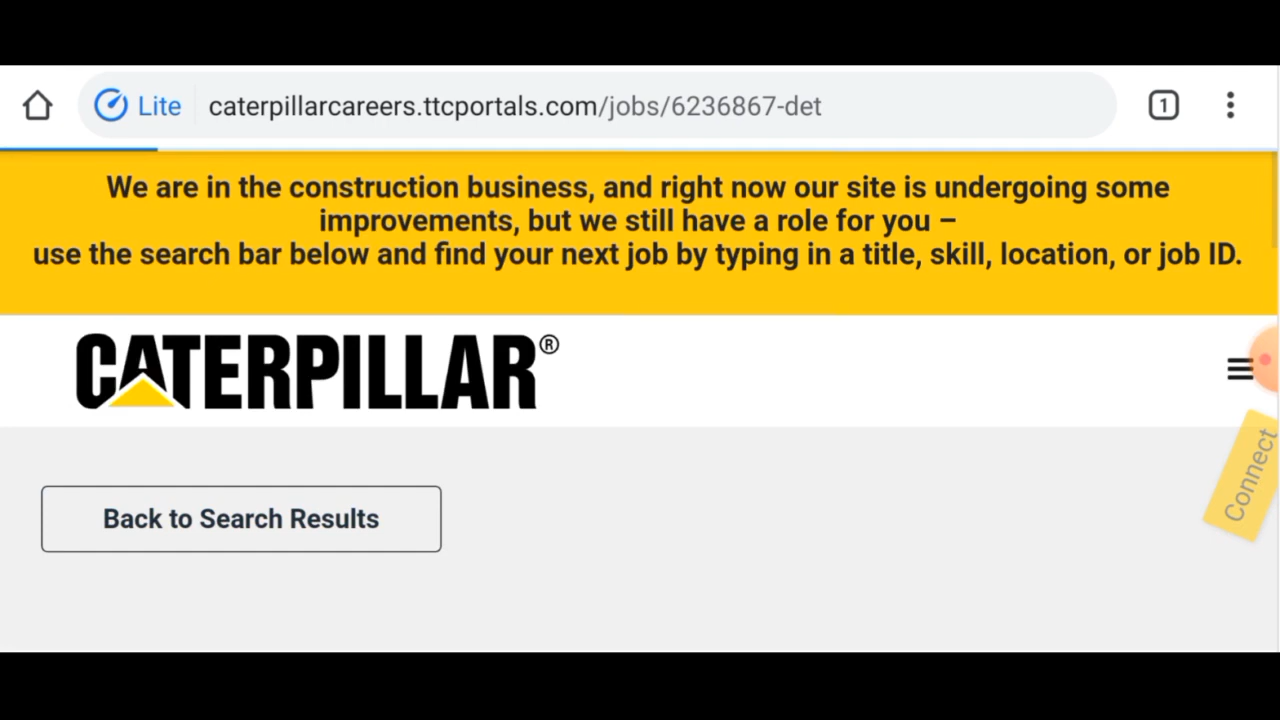 Lite caterpillarcareers.ttcportals.com/jobs/6236867-det 1
We are in the construction business, and right now our site is undergoing some
improvements, but we still have a role for you –
use the search bar below and find your next job by typing in a title, skill, location, or job ID.
CATERPILLAR®
Connect
Back to Search Results